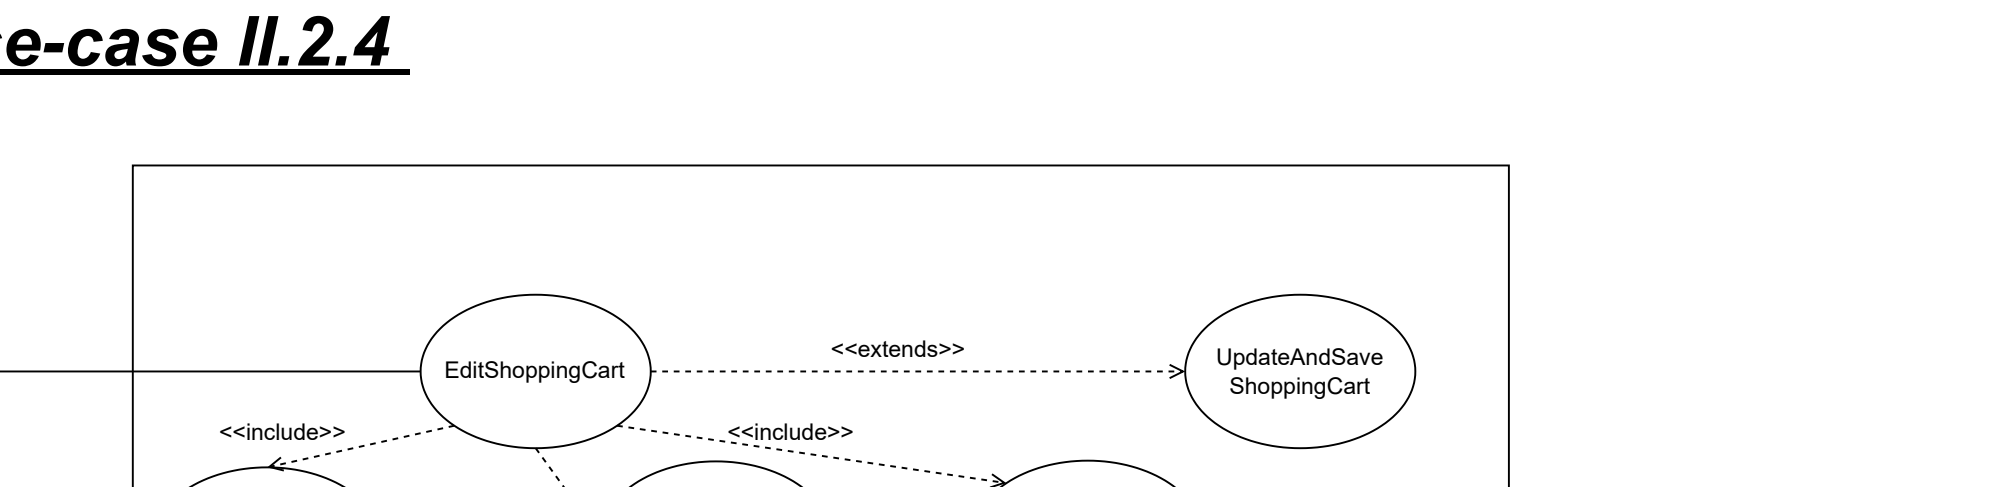 e-case II.2.4
<<extends>>
EditShoppingCart
UpdateAndSave
ShoppingCart
<<include>>
<<include>>